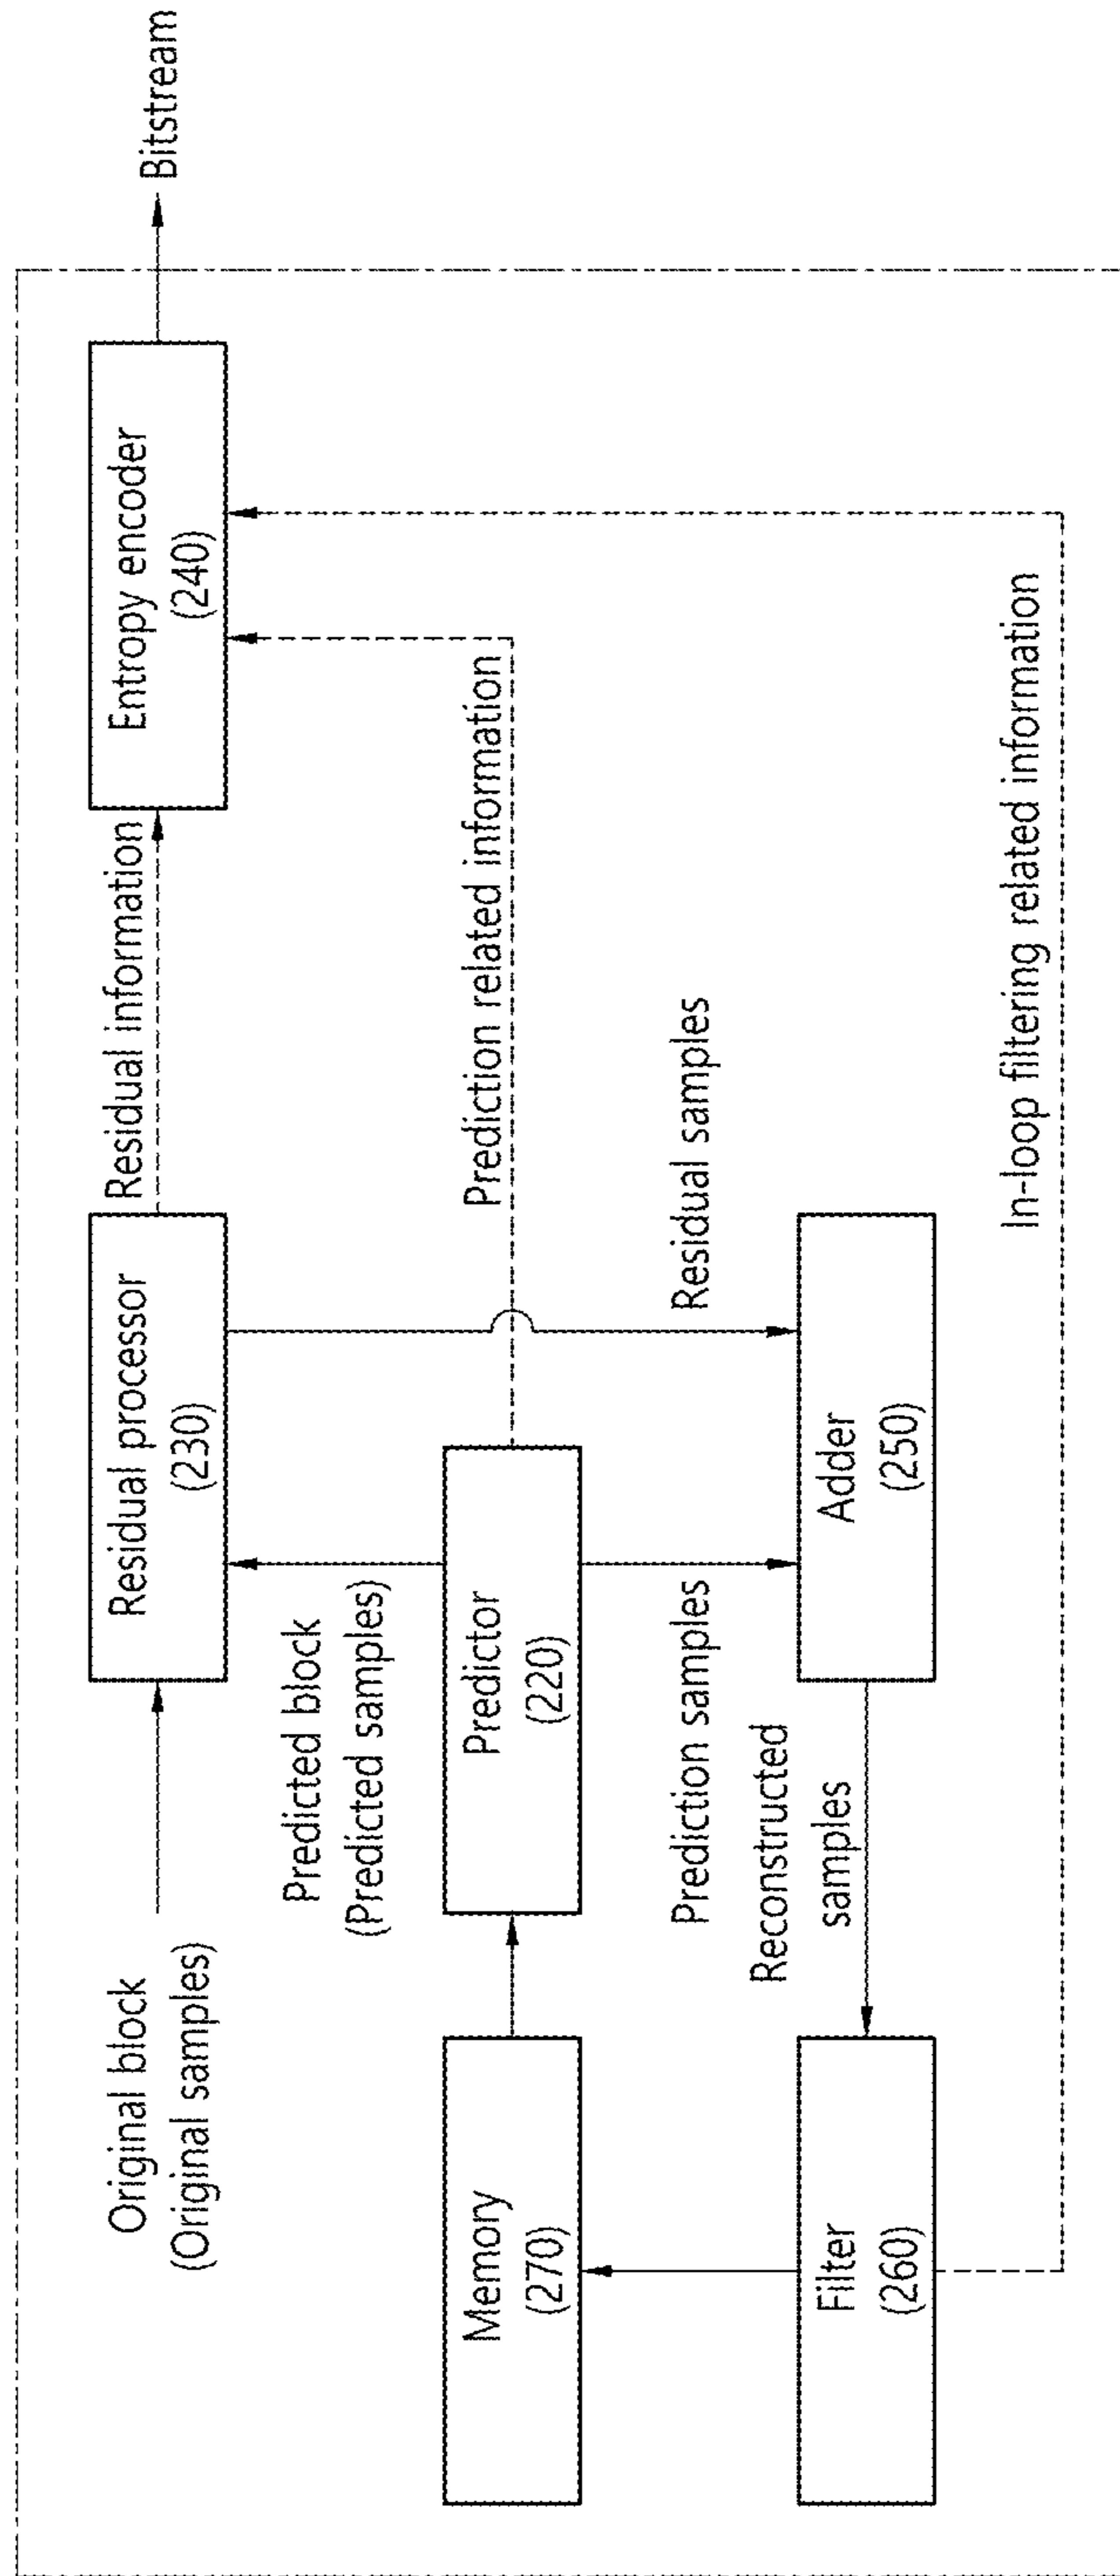 Original block
(Original samples)
Residual processor
(230)
Residual information
Entropy encoder
(240)
Bitstream
Predicted block
(Predicted samples)
Memory
(270)
Predictor
(220)
Prediction related information
Prediction samples
Residual samples
Reconstructed
samples
Filter
(260)
Adder
(250)
In-loop filtering related information